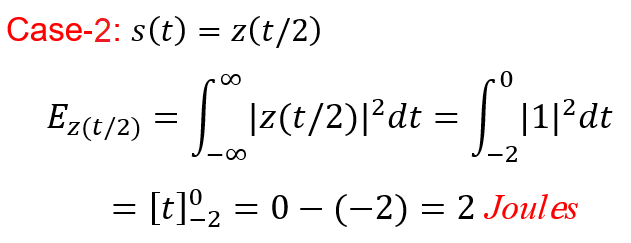 Case-2: s(t) = z(t/2)
E_{z(t/2)} = ∫_{-∞}^{∞} |z(t/2)|² dt = ∫_{-2}^{0} |1|² dt
= [t]_{-2}^{0} = 0 − (−2) = 2 Joules